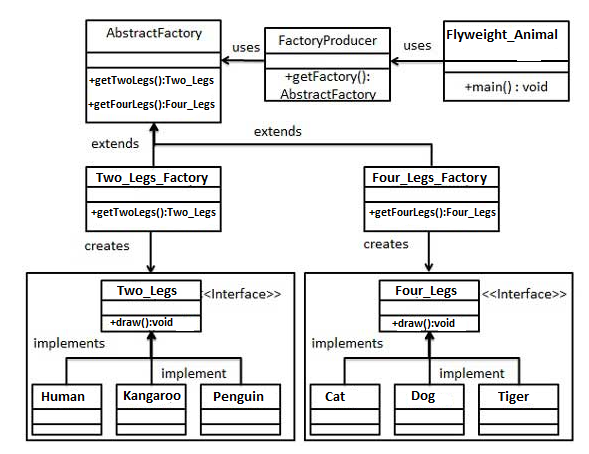 AbstractFactory
+getTwoLegs():Two_Legs
+getFourLegs():Four_Legs
uses
FactoryProducer
+getFactory():
AbstractFactory
uses
Flyweight_Animal
+main() : void
extends
extends
Two_Legs_Factory
+getTwoLegs():Two_Legs
Four_Legs_Factory
+getFourLegs():Four_Legs
creates
creates
Two_Legs
<<Interface>>
+draw():void
implements
implement
Human
Kangaroo
Penguin
Four_Legs
<<Interface>>
+draw():void
implements
implement
Cat
Dog
Tiger